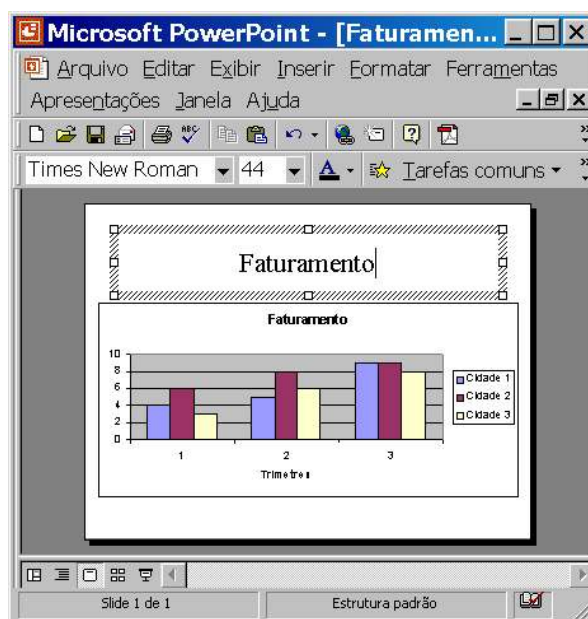 Microsoft PowerPoint - [Faturamen...
Arquivo Editar Exibir Inserir Formatar Ferramentas
Apresentações Janela Ajuda
Times New Roman 44 A Tarefas comuns
Faturamento
Faturamento
10
8
6
4
2
0
1 2 3
Trimetres
Cidade 1
Cidade 2
Cidade 3
Slide 1 de 1 Estrutura padrão